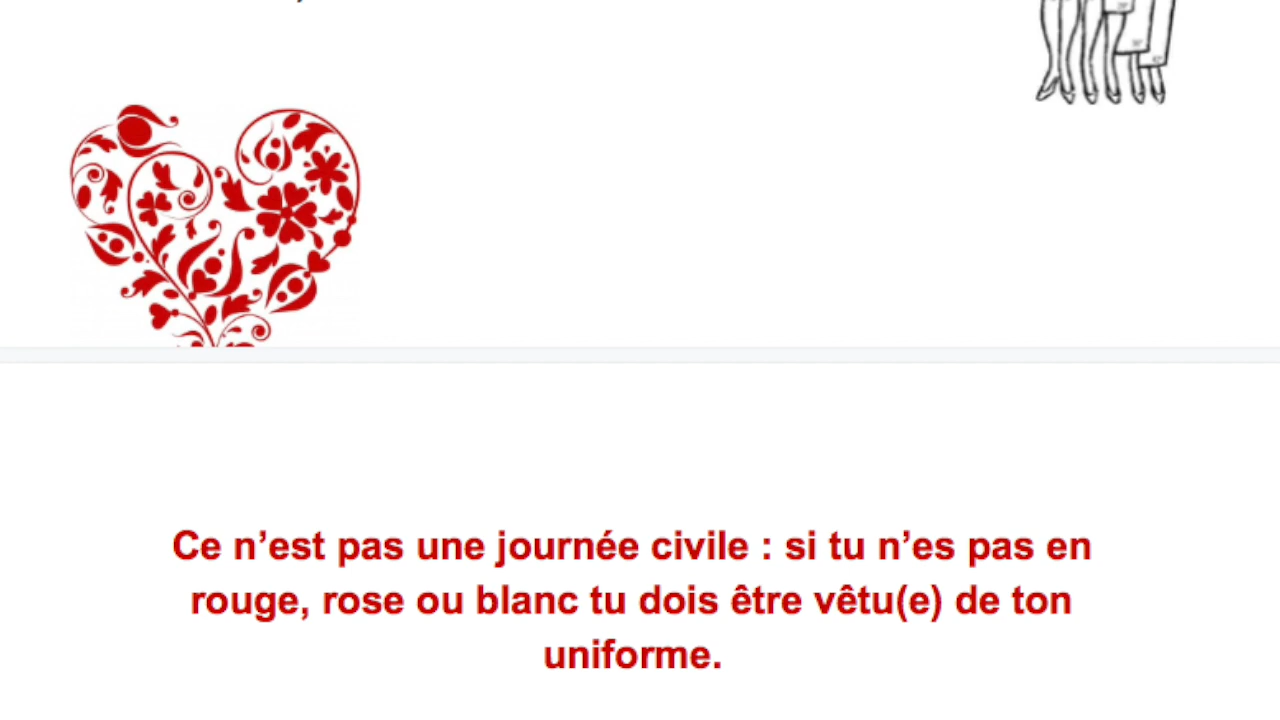 Ce n’est pas une journée civile : si tu n’es pas en
rouge, rose ou blanc tu dois être vêtu(e) de ton
uniforme.